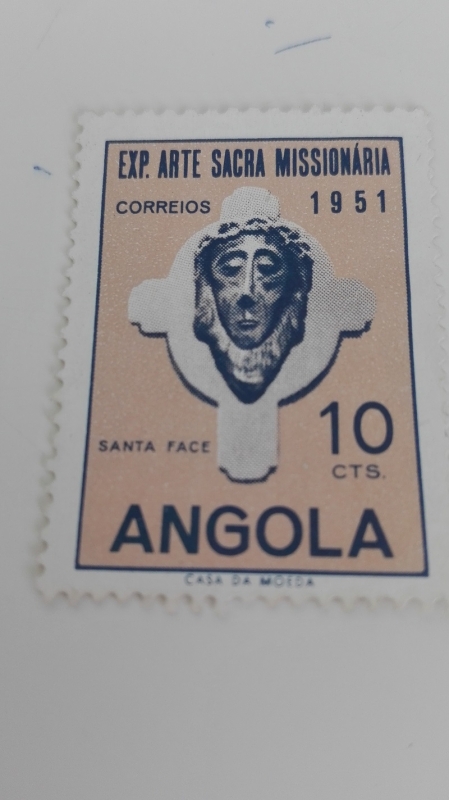 EXP. ARTE SACRA MISSIONÁRIA
CORREIOS 1951
SANTA FACE
10
CTS.
ANGOLA
CASA DA MOEDA